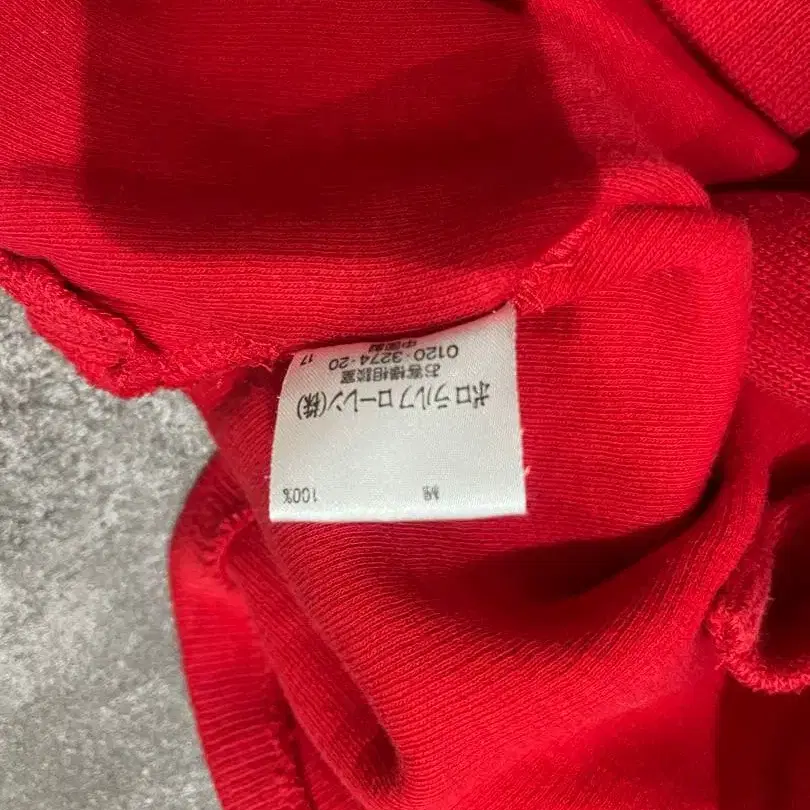 綿 100%
ポロラルフローレン(株)
お客様相談室
0120-3274-20
中国製
17